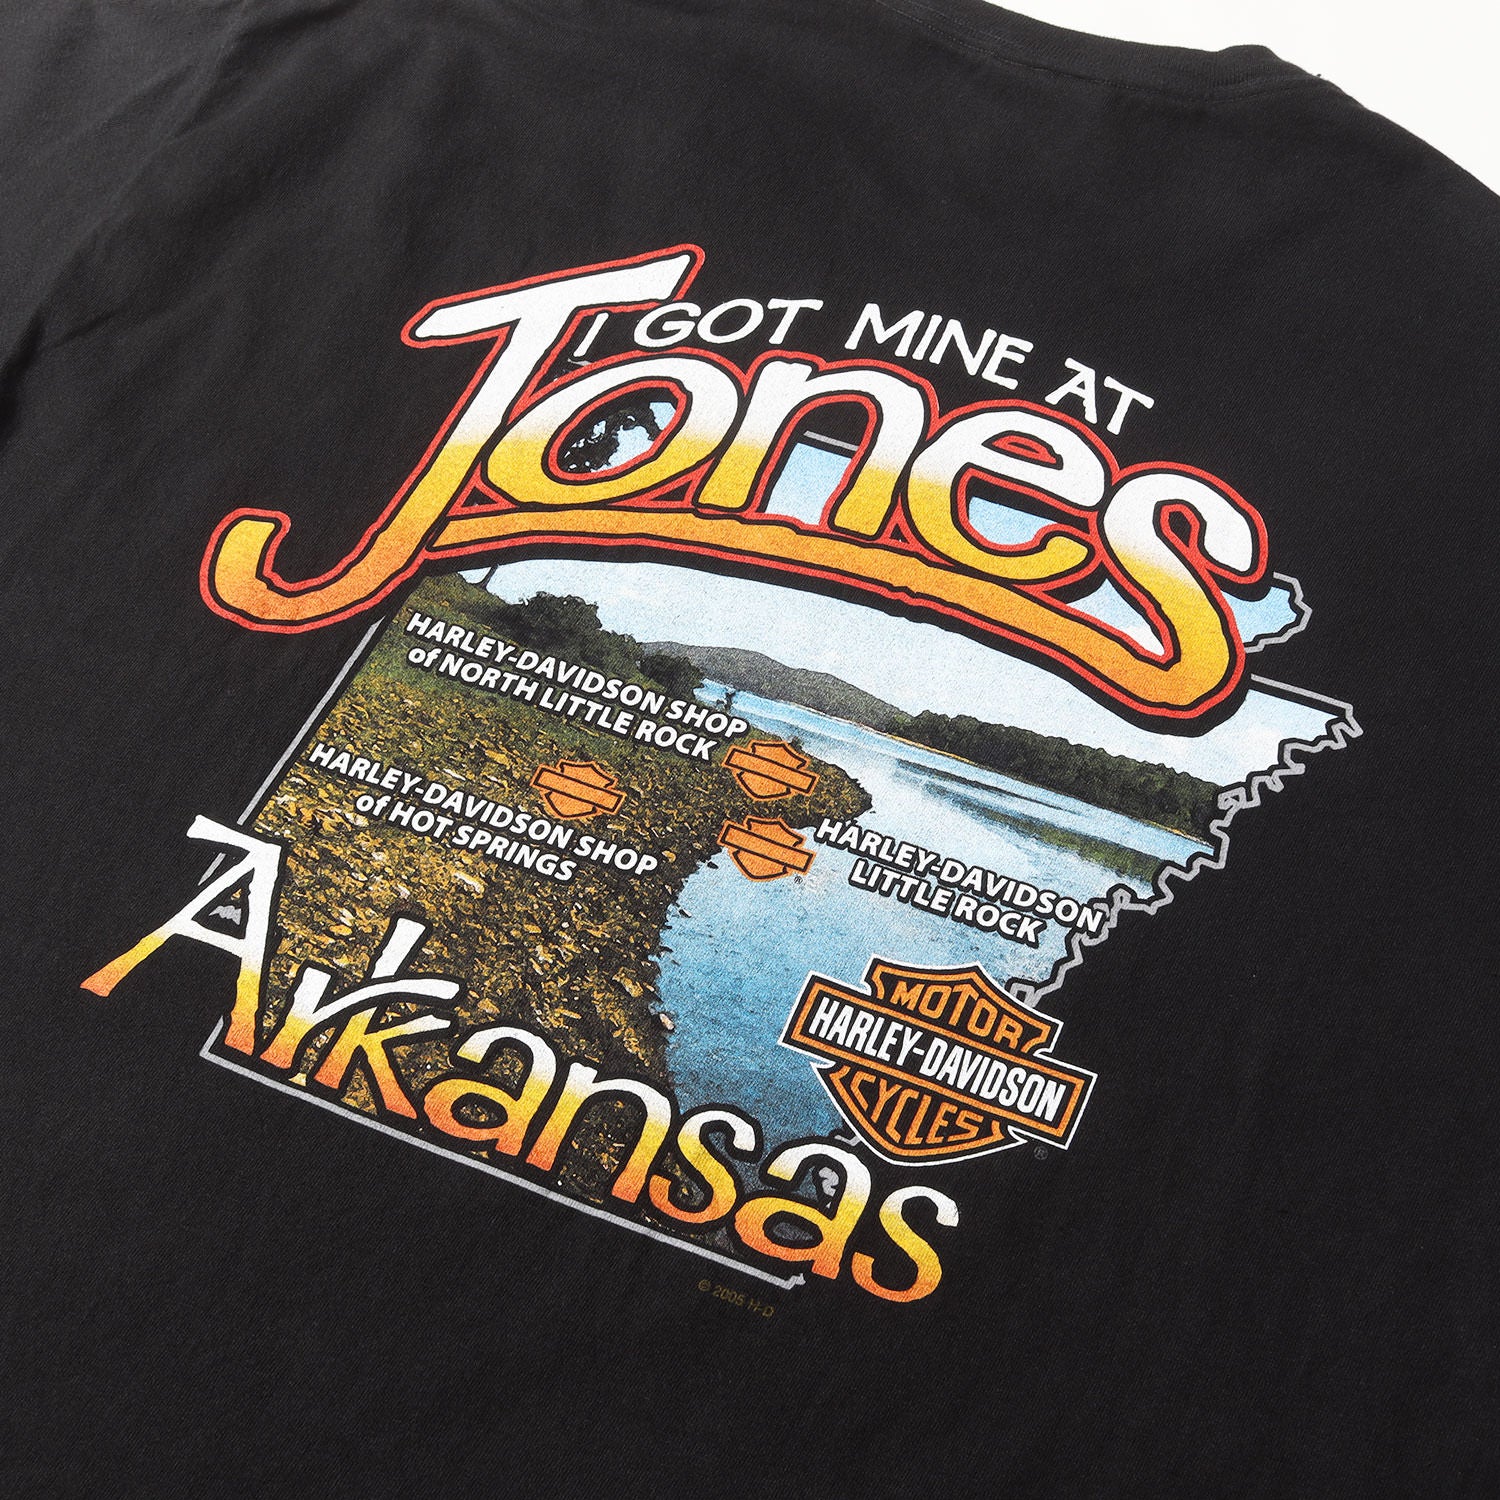 I GOT MINE AT
Jones
HARLEY-DAVIDSON SHOP
of NORTH LITTLE ROCK
HARLEY-DAVIDSON SHOP
of HOT SPRINGS
®
HARLEY-DAVIDSON
LITTLE ROCK
Arkansas
MOTOR
HARLEY-DAVIDSON
CYCLES
®
© 2005 H-D